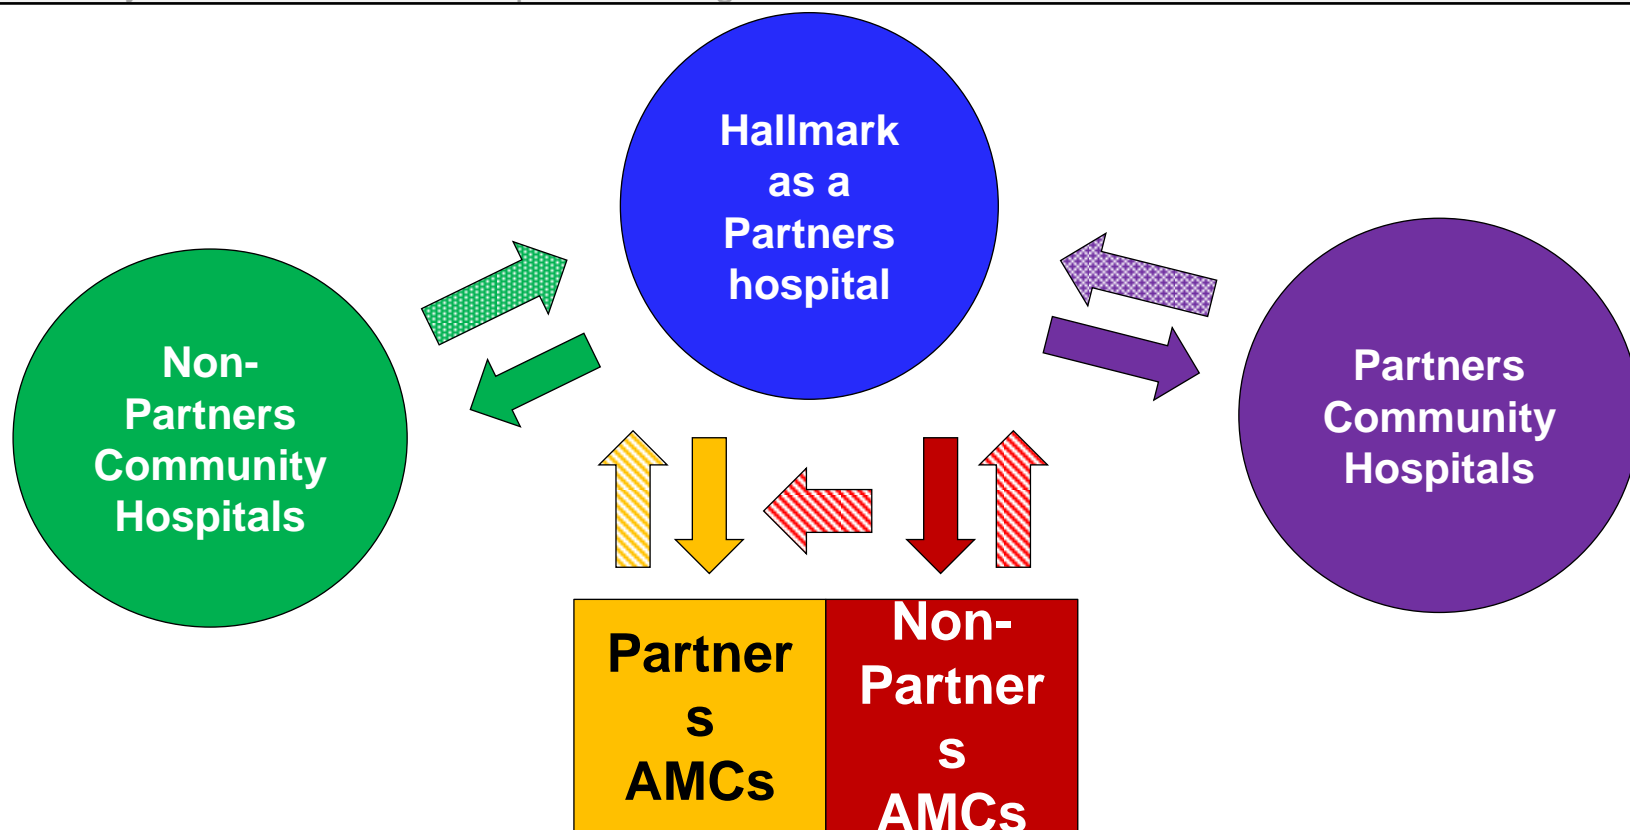 Hallmark
as a
Partners
hospital
Non-
Partners
Community
Hospitals
Partners
Community
Hospitals
Partner
s
AMCs
Non-
Partner
s
AMCs